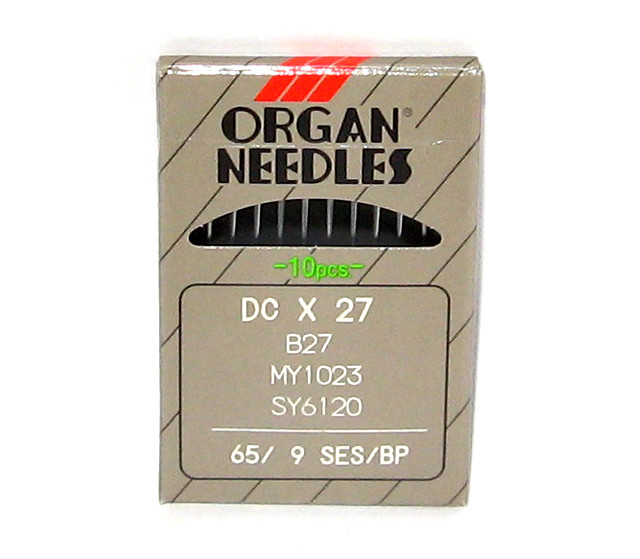 ORGAN®
NEEDLES
-10pcs-
DC X 27
B27
MY1023
SY6120
65/ 9 SES/BP